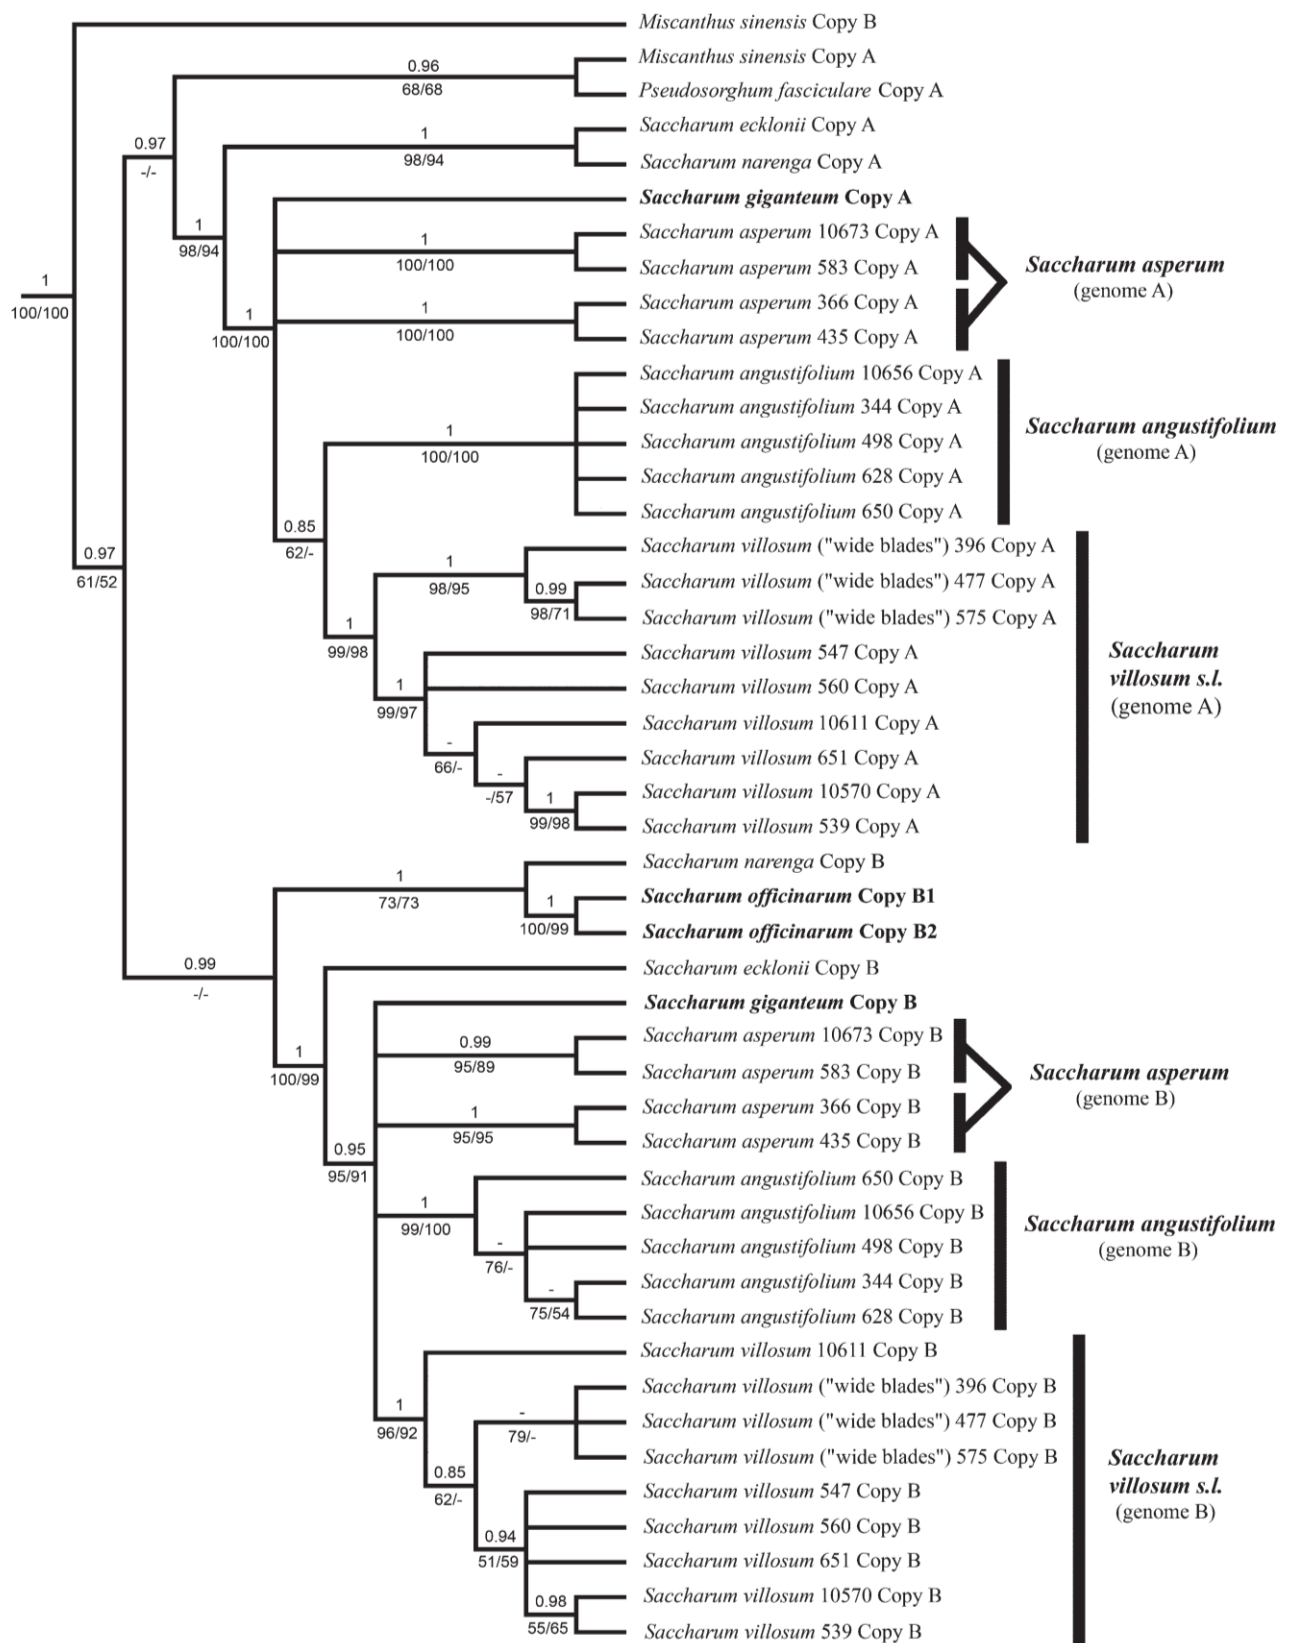 Miscanthus sinensis Copy B
Miscanthus sinensis Copy A
0.96
68/68
Pseudosorghum fasciculare Copy A
Saccharum ecklonii Copy A
1
98/94
Saccharum narenga Copy A
0.97
-/-
Saccharum giganteum Copy A
1
98/94
Saccharum asperum 10673 Copy A
1
100/100
Saccharum asperum 583 Copy A
Saccharum asperum
(genome A)
1
100/100
Saccharum asperum 366 Copy A
1
100/100
Saccharum asperum 435 Copy A
1
100/100
Saccharum angustifolium 10656 Copy A
Saccharum angustifolium 344 Copy A
Saccharum angustifolium
(genome A)
1
100/100
Saccharum angustifolium 498 Copy A
Saccharum angustifolium 628 Copy A
Saccharum angustifolium 650 Copy A
0.85
62/-
0.97
61/52
Saccharum villosum ("wide blades") 396 Copy A
1
98/95
Saccharum villosum ("wide blades") 477 Copy A
0.99
98/71
Saccharum villosum ("wide blades") 575 Copy A
1
99/98
Saccharum villosum 547 Copy A
Saccharum
villosum s.l.
(genome A)
1
99/97
Saccharum villosum 560 Copy A
Saccharum villosum 10611 Copy A
-
66/-
Saccharum villosum 651 Copy A
-
-/57
Saccharum villosum 10570 Copy A
1
99/98
Saccharum villosum 539 Copy A
Saccharum narenga Copy B
1
73/73
Saccharum officinarum Copy B1
1
100/99
Saccharum officinarum Copy B2
0.99
-/-
Saccharum ecklonii Copy B
Saccharum giganteum Copy B
Saccharum asperum 10673 Copy B
0.99
95/89
Saccharum asperum 583 Copy B
Saccharum asperum
(genome B)
1
100/99
Saccharum asperum 366 Copy B
1
95/95
Saccharum asperum 435 Copy B
0.95
95/91
Saccharum angustifolium 650 Copy B
1
99/100
Saccharum angustifolium 10656 Copy B
Saccharum angustifolium
(genome B)
Saccharum angustifolium 498 Copy B
-
76/-
Saccharum angustifolium 344 Copy B
-
75/54
Saccharum angustifolium 628 Copy B
Saccharum villosum 10611 Copy B
Saccharum villosum ("wide blades") 396 Copy B
1
96/92
Saccharum villosum ("wide blades") 477 Copy B
-
79/-
Saccharum villosum ("wide blades") 575 Copy B
Saccharum
villosum s.l.
(genome B)
0.85
62/-
Saccharum villosum 547 Copy B
Saccharum villosum 560 Copy B
0.94
51/59
Saccharum villosum 651 Copy B
Saccharum villosum 10570 Copy B
0.98
55/65
Saccharum villosum 539 Copy B